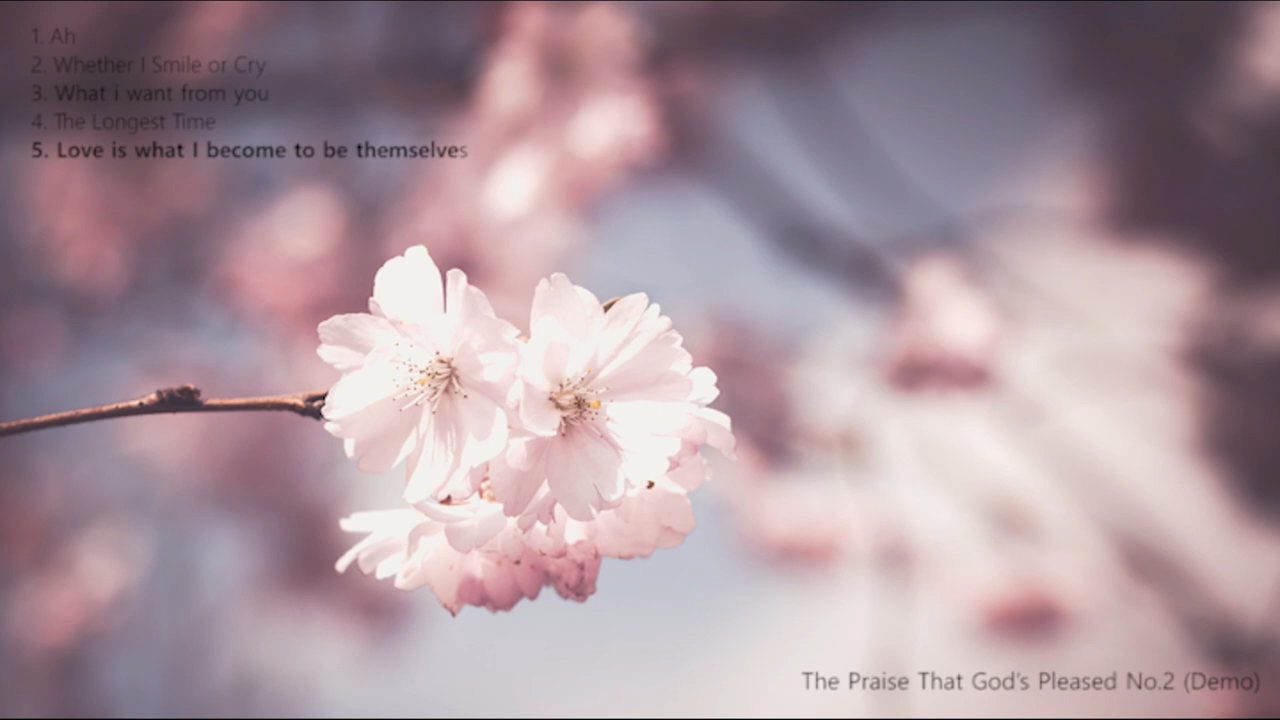 1. Ah
2. Whether I Smile or Cry
3. What i want from you
4. The Longest Time
5. Love is what I become to be themselves
The Praise That God's Pleased No.2 (Demo)